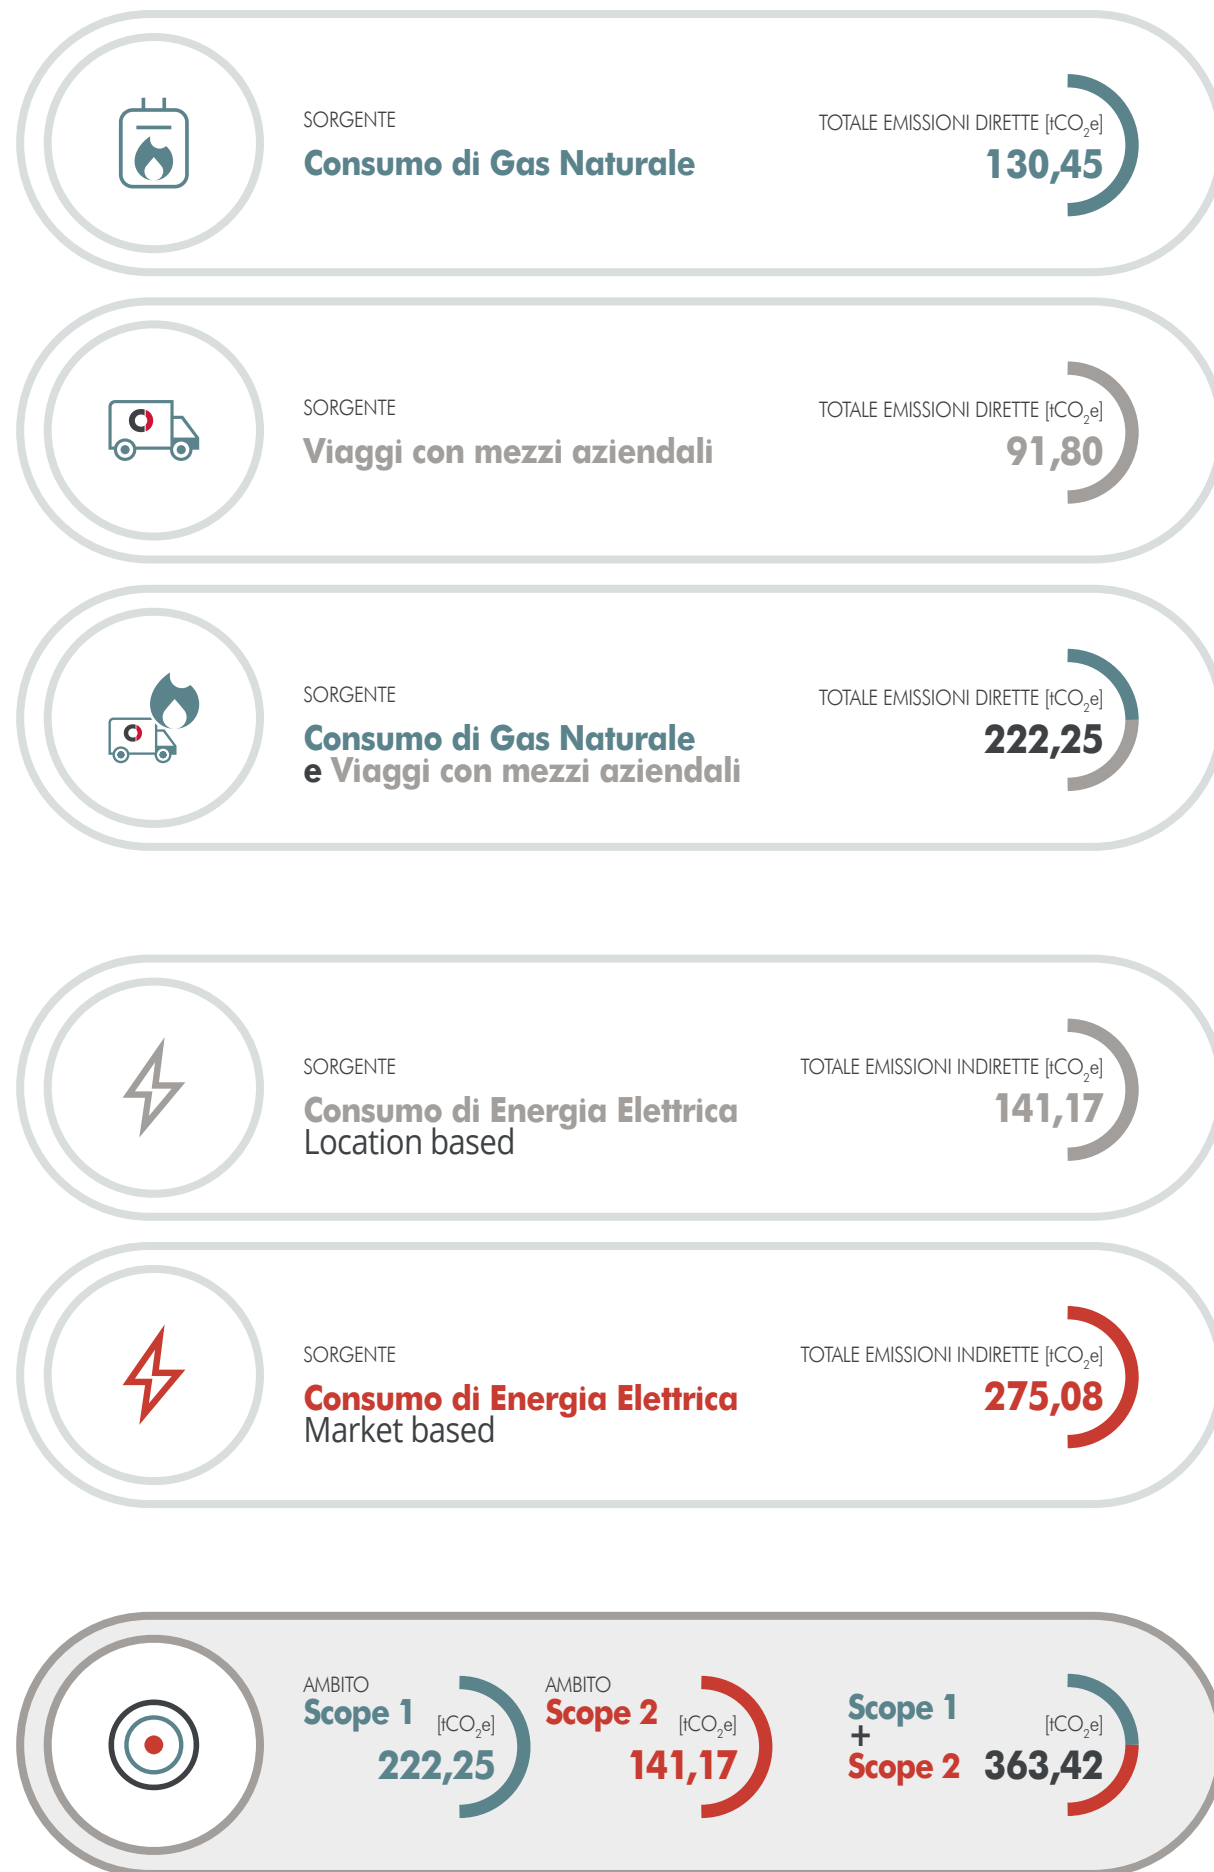 SORGENTE
Consumo di Gas Naturale
TOTALE EMISSIONI DIRETTE [tCO₂e]
130,45
SORGENTE
Viaggi con mezzi aziendali
TOTALE EMISSIONI DIRETTE [tCO₂e]
91,80
SORGENTE
Consumo di Gas Naturale
e Viaggi con mezzi aziendali
TOTALE EMISSIONI DIRETTE [tCO₂e]
222,25
SORGENTE
Consumo di Energia Elettrica
Location based
TOTALE EMISSIONI INDIRETTE [tCO₂e]
141,17
SORGENTE
Consumo di Energia Elettrica
Market based
TOTALE EMISSIONI INDIRETTE [tCO₂e]
275,08
AMBITO
Scope 1
[tCO₂e]
222,25
AMBITO
Scope 2
[tCO₂e]
141,17
Scope 1
+
Scope 2
[tCO₂e]
363,42